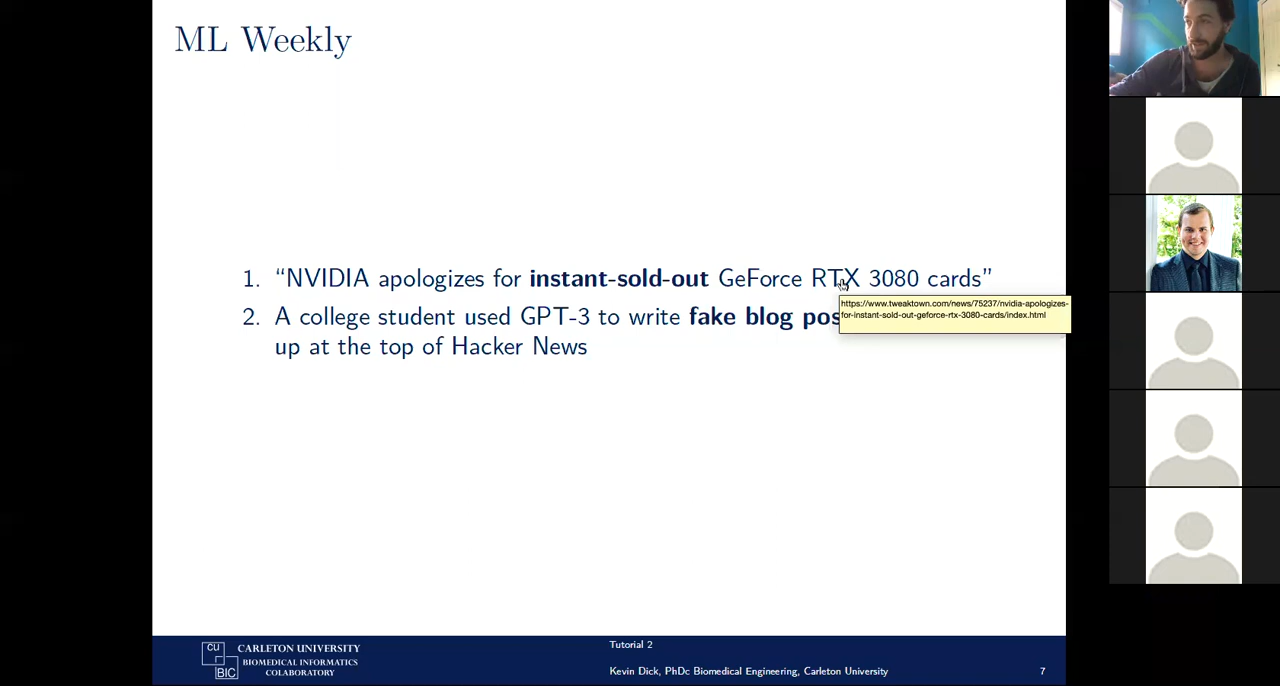 ML Weekly
1. “NVIDIA apologizes for instant-sold-out GeForce RTX 3080 cards”
https://www.tweaktown.com/news/75237/nvidia-apologizes-
for-instant-sold-out-geforce-rtx-3080-cards/index.html
2. A college student used GPT-3 to write fake blog pos
up at the top of Hacker News
CU
BIC
CARLETON UNIVERSITY
BIOMEDICAL INFORMATICS
COLABORATORY
Tutorial 2
Kevin Dick, PhDc Biomedical Engineering, Carleton University
7